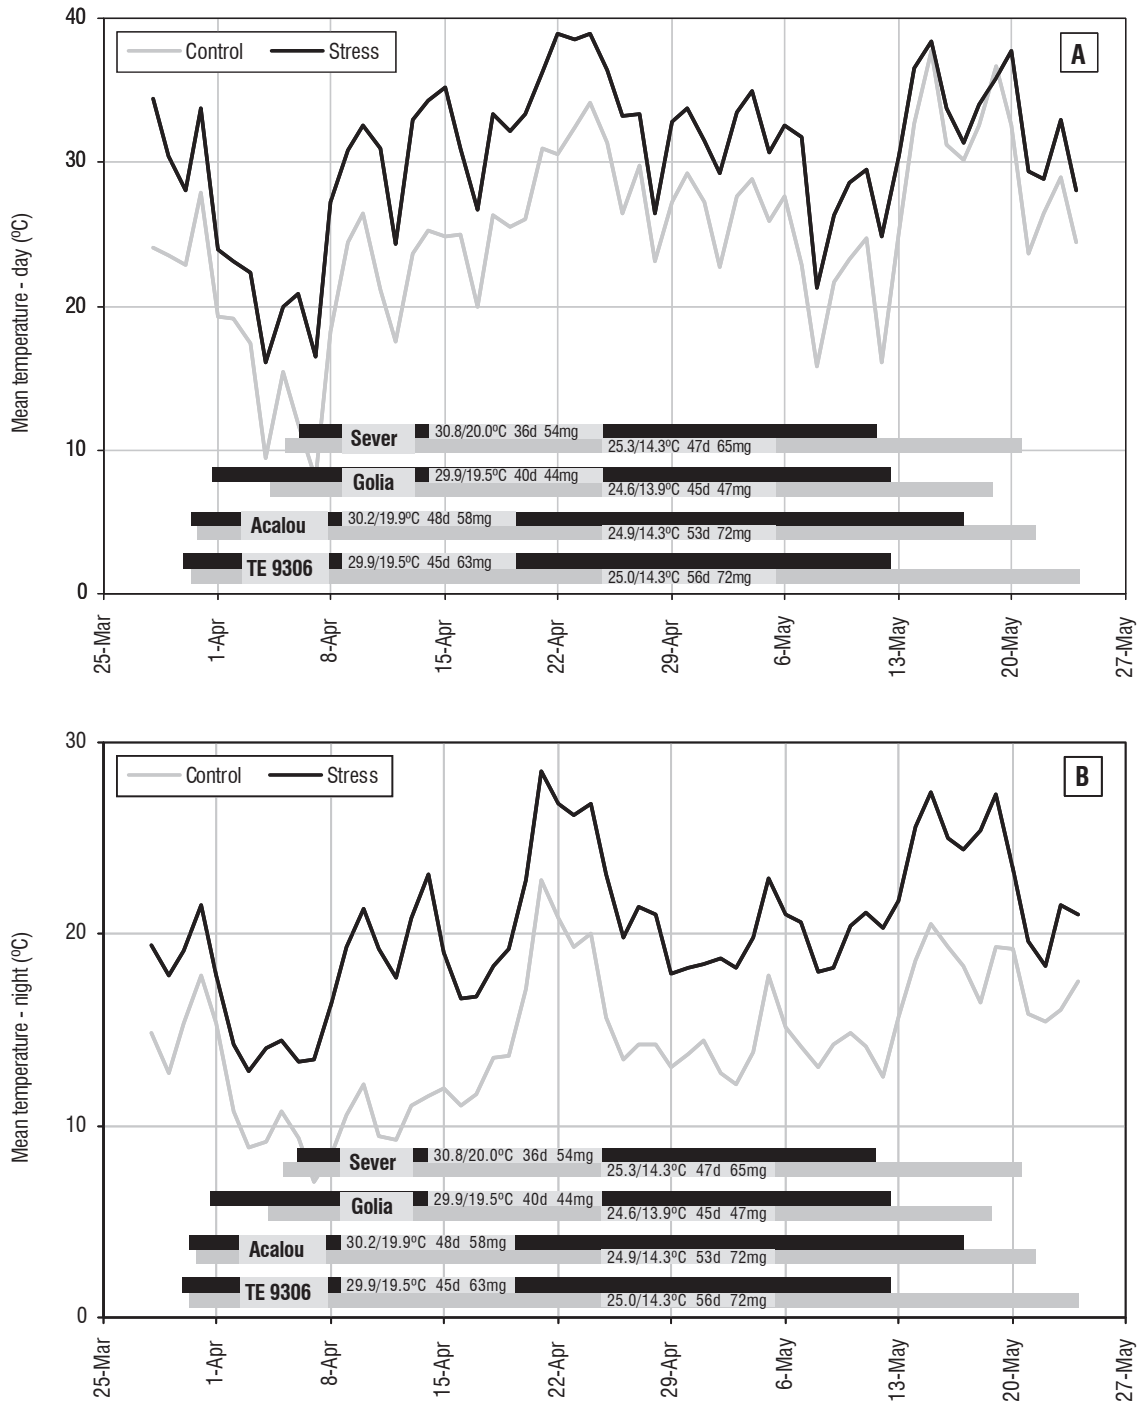 40
Control Stress
A
30
Mean temperature - day (ºC)
20
Sever 30.8/20.0ºC 36d 54mg
25.3/14.3ºC 47d 65mg
10
Golia 29.9/19.5ºC 40d 44mg
24.6/13.9ºC 45d 47mg
Acalou 30.2/19.9ºC 48d 58mg
24.9/14.3ºC 53d 72mg
TE 9306 29.9/19.5ºC 45d 63mg
25.0/14.3ºC 56d 72mg
0
25-Mar 1-Apr 8-Apr 15-Apr 22-Apr 29-Apr 6-May 13-May 20-May 27-May
30
Control Stress
B
20
Mean temperature - night (ºC)
10
Sever 30.8/20.0ºC 36d 54mg
25.3/14.3ºC 47d 65mg
Golia 29.9/19.5ºC 40d 44mg
24.6/13.9ºC 45d 47mg
Acalou 30.2/19.9ºC 48d 58mg
24.9/14.3ºC 53d 72mg
TE 9306 29.9/19.5ºC 45d 63mg
25.0/14.3ºC 56d 72mg
0
25-Mar 1-Apr 8-Apr 15-Apr 22-Apr 29-Apr 6-May 13-May 20-May 27-May